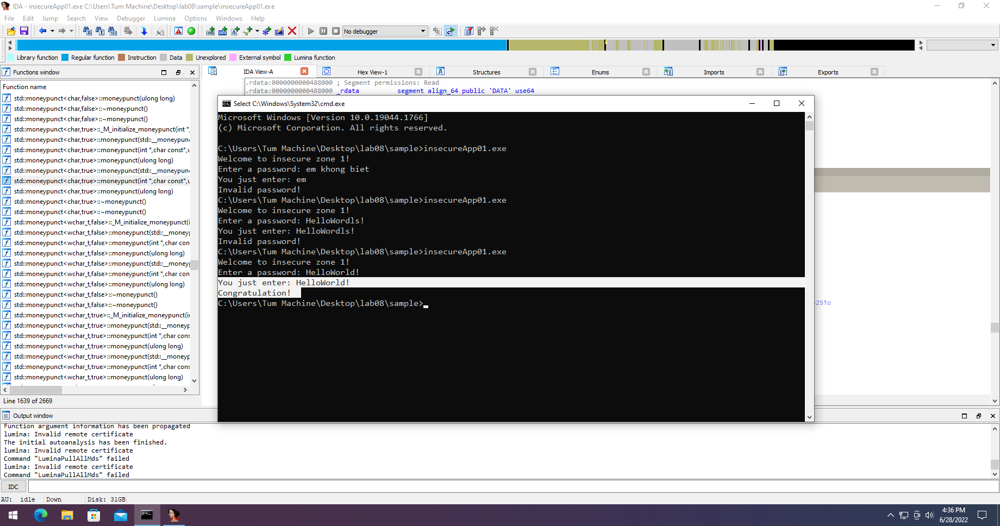 IDA - insecureApp01.exe C:\Users\Tum Machine\Desktop\lab08\sample\insecureApp01.exe
File Edit Jump Search View Debugger Lumina Options Windows Help
No debugger
Library function Regular function Instruction Data Unexplored External symbol Lumina function
Functions window
IDA View-A Hex View-1 Structures Enums Imports Exports
Function name
std::moneypunct<char,false>::moneypunct(ulong long)
std::moneypunct<char,false>::~moneypunct()
std::moneypunct<char,false>::~moneypunct()
std::moneypunct<char,true>::_M_initialize_moneypunct(int *,
std::moneypunct<char,true>::moneypunct(std::__moneypun
std::moneypunct<char,true>::moneypunct(int *,char const*,u
std::moneypunct<char,true>::moneypunct(ulong long)
std::moneypunct<char,true>::moneypunct(std::__moneypun
std::moneypunct<char,true>::moneypunct(int *,char const*,u
std::moneypunct<char,true>::moneypunct(ulong long)
std::moneypunct<char,true>::~moneypunct()
std::moneypunct<char,true>::~moneypunct()
std::moneypunct<wchar_t,false>::_M_initialize_moneypunct(i
std::moneypunct<wchar_t,false>::moneypunct(std::__moneyp
std::moneypunct<wchar_t,false>::moneypunct(int *,char con
std::moneypunct<wchar_t,false>::moneypunct(ulong long)
std::moneypunct<wchar_t,false>::moneypunct(std::__moneyp
std::moneypunct<wchar_t,false>::moneypunct(int *,char con
std::moneypunct<wchar_t,false>::moneypunct(ulong long)
std::moneypunct<wchar_t,false>::~moneypunct()
std::moneypunct<wchar_t,false>::~moneypunct()
std::moneypunct<wchar_t,true>::_M_initialize_moneypunct(in
std::moneypunct<wchar_t,true>::moneypunct(std::__moneyp
std::moneypunct<wchar_t,true>::moneypunct(int *,char cons
std::moneypunct<wchar_t,true>::moneypunct(ulong long)
std::moneypunct<wchar_t,true>::moneypunct(std::__moneyp
std::moneypunct<wchar_t,true>::moneypunct(int *,char cons
std::moneypunct<wchar_t,true>::moneypunct(ulong long)
Line 1639 of 2669
.rdata:0000000000488000 ; Segment permissions: Read
.rdata:0000000000488000 _rdata segment align_64 public 'DATA' use64
Select C:\Windows\System32\cmd.exe
Microsoft Windows [Version 10.0.19044.1766]
(c) Microsoft Corporation. All rights reserved.
C:\Users\Tum Machine\Desktop\lab08\sample>insecureApp01.exe
Welcome to insecure zone 1!
Enter a password: em khong biet
You just enter: em
Invalid password!
C:\Users\Tum Machine\Desktop\lab08\sample>insecureApp01.exe
Welcome to insecure zone 1!
Enter a password: HelloWordls!
You just enter: HelloWordls!
Invalid password!
C:\Users\Tum Machine\Desktop\lab08\sample>insecureApp01.exe
Welcome to insecure zone 1!
Enter a password: HelloWorld!
You just enter: HelloWorld!
Congratulation!
C:\Users\Tum Machine\Desktop\lab08\sample>
-25↑o
Output window
Function argument information has been propagated
lumina: Invalid remote certificate
The initial autoanalysis has been finished.
lumina: Invalid remote certificate
Command "LuminaPullAllMds" failed
lumina: Invalid remote certificate
Command "LuminaPullAllMds" failed
IDC
AU: idle Down Disk: 31GB
4:36 PM
6/28/2022